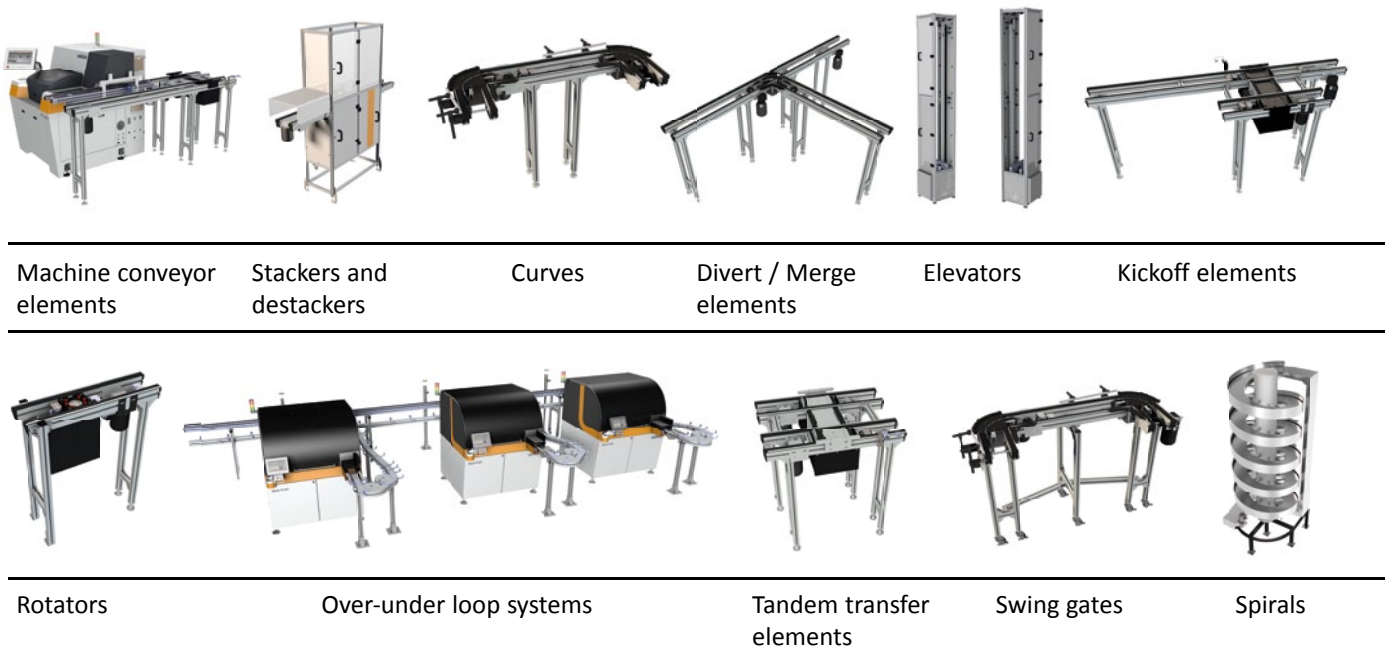 Machine conveyor
elements
Stackers and
destackers
Curves
Divert / Merge
elements
Elevators
Kickoff elements
Rotators
Over-under loop systems
Tandem transfer
elements
Swing gates
Spirals